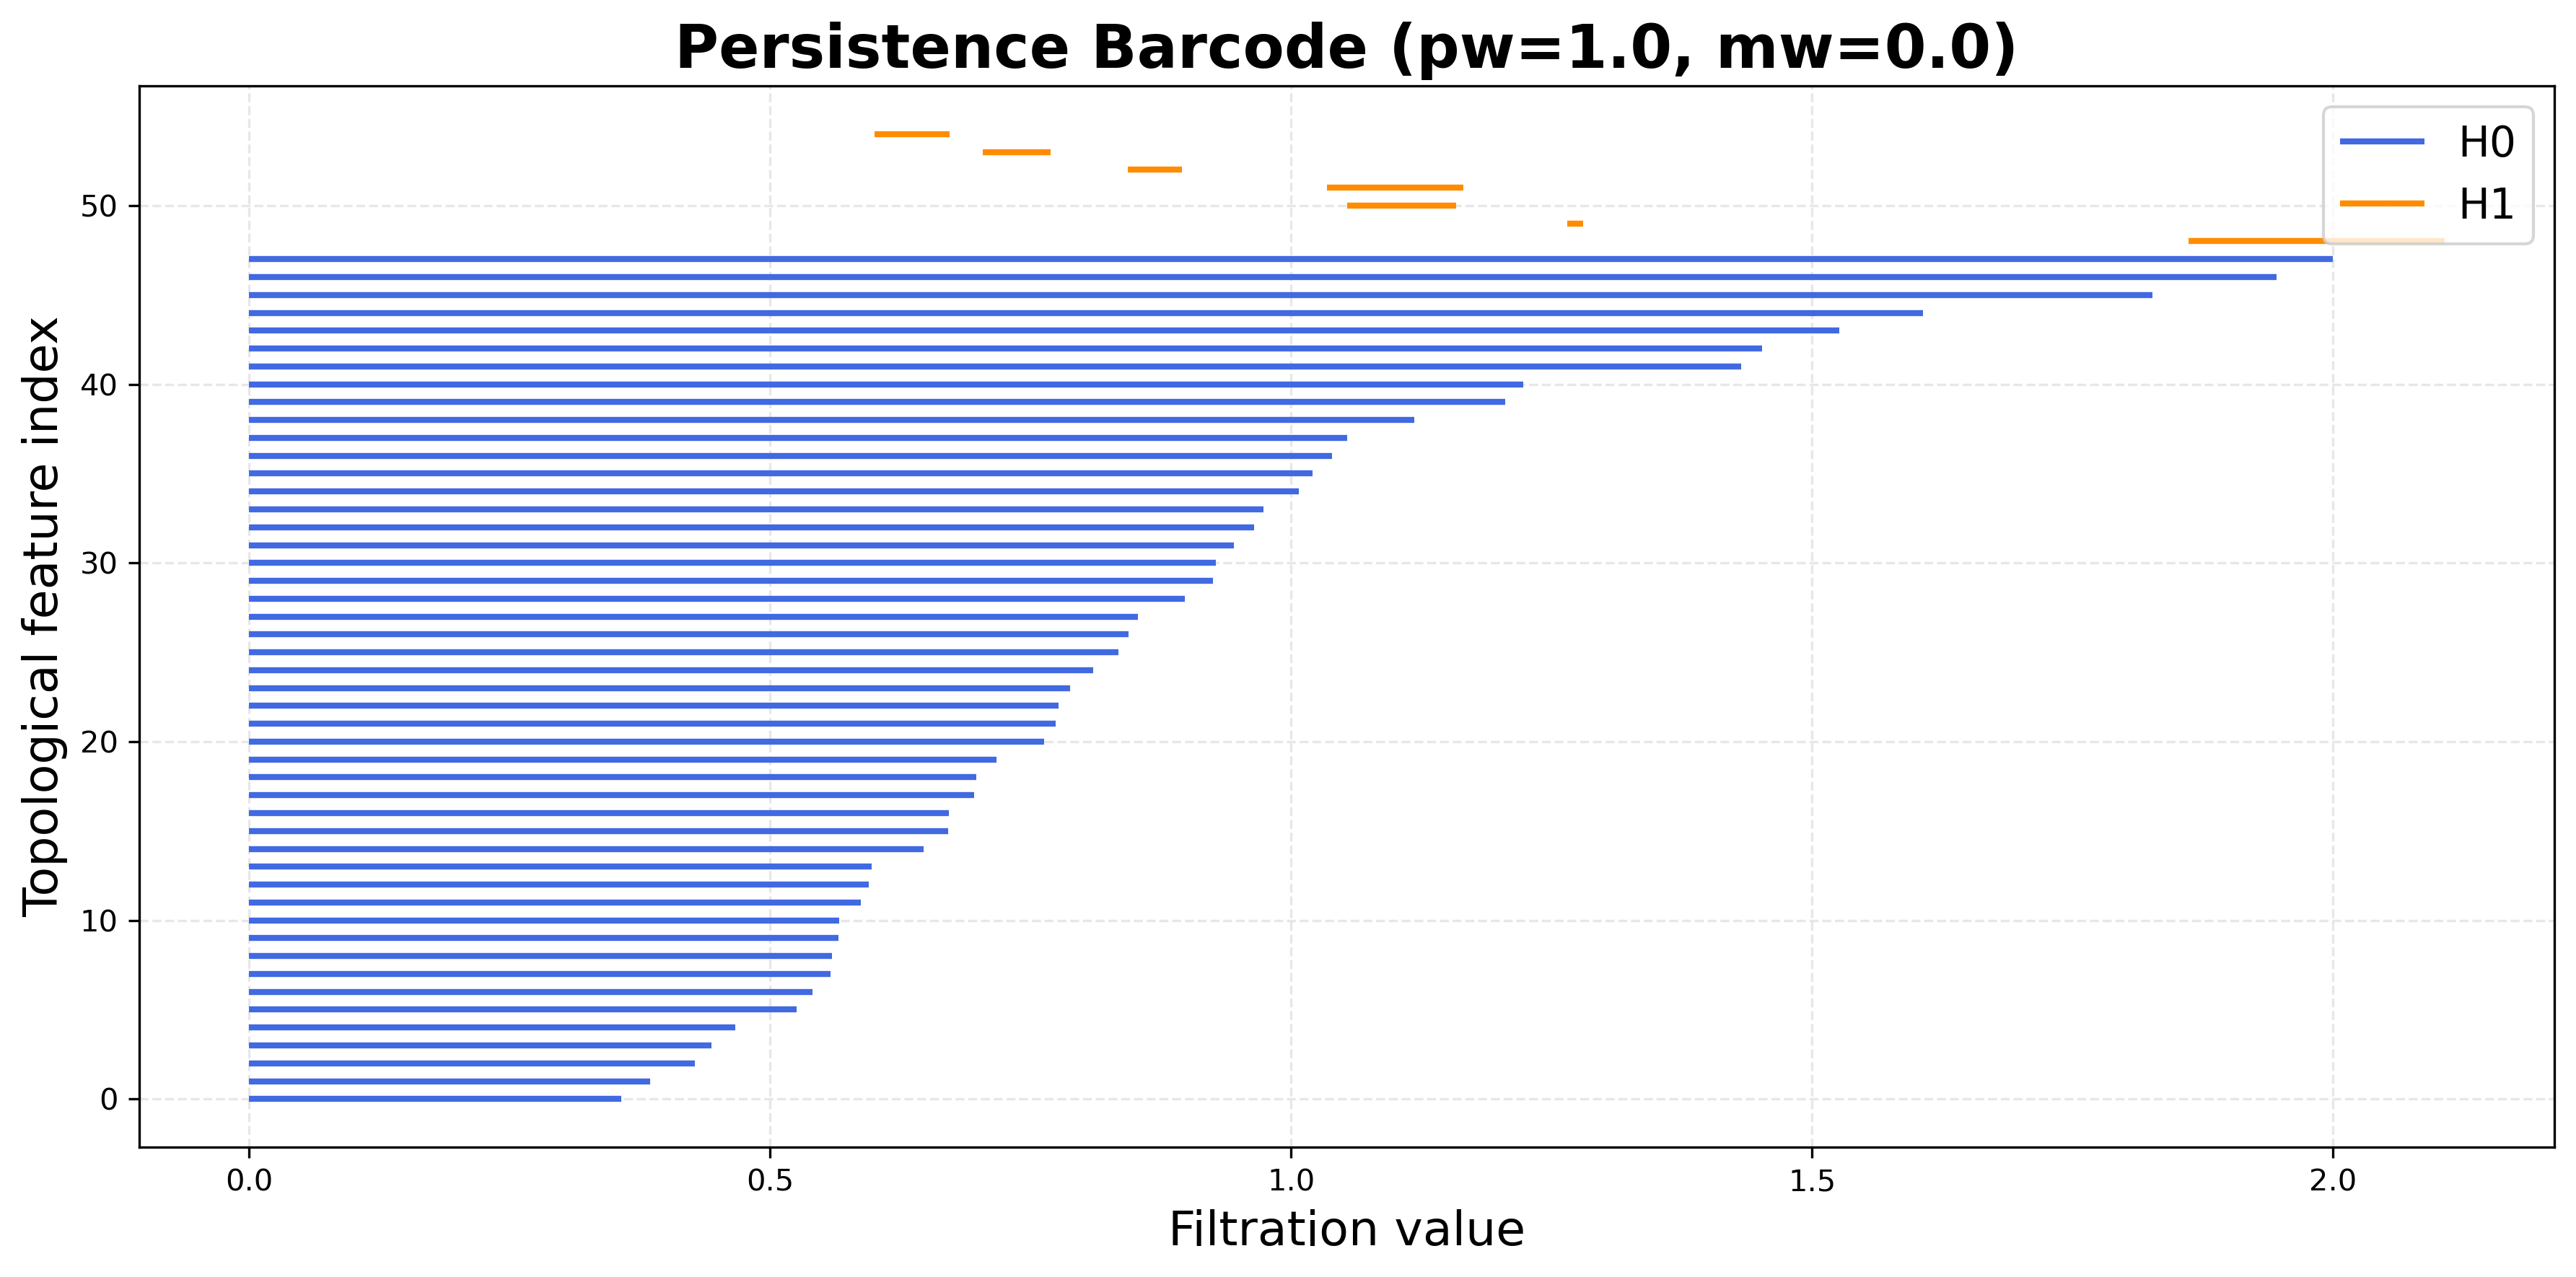 Persistence Barcode (pw=1.0, mw=0.0)
H0
H1
Topological feature index
50
40
30
20
10
0
0.0 0.5 1.0 1.5 2.0
Filtration value